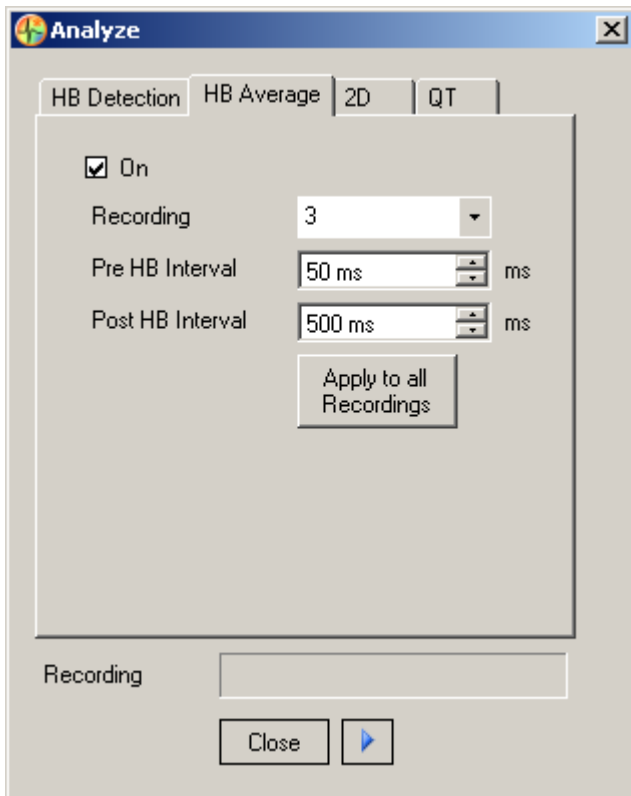 Analyze
HB Detection HB Average 2D QT
On
Recording 3
Pre HB Interval 50 ms ms
Post HB Interval 500 ms ms
Apply to all
Recordings
Recording
Close